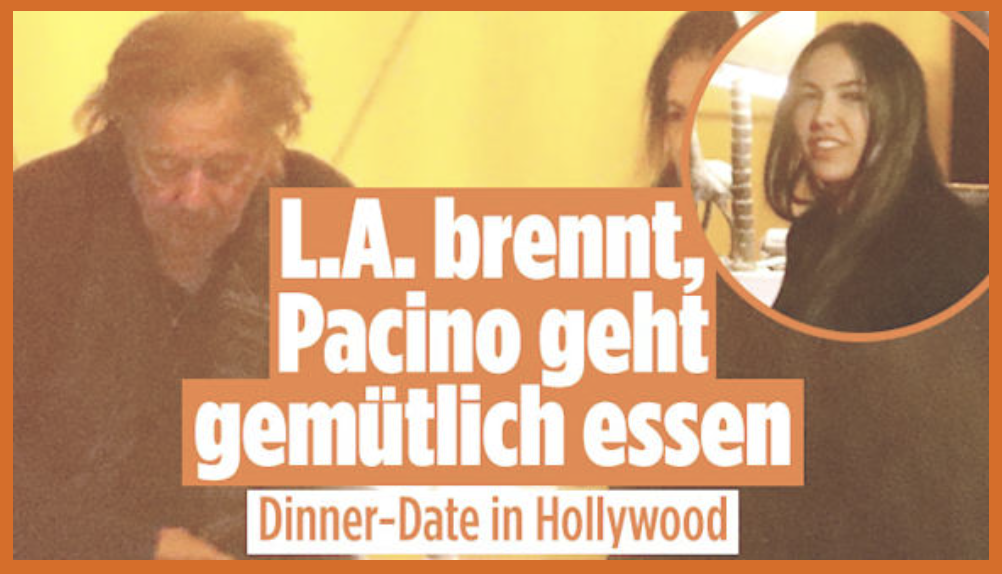 L.A. brennt,
Pacino geht
gemütlich essen
Dinner-Date in Hollywood